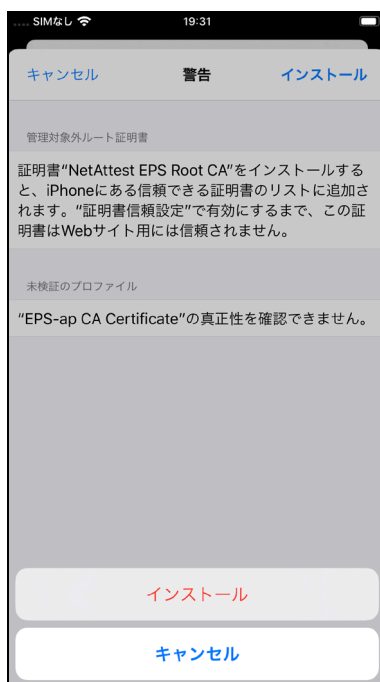 .... SIMなし 19:31
キャンセル 警告 インストール
管理対象外ルート証明書
証明書“NetAttest EPS Root CA”をインストールする
と、iPhoneにある信頼できる証明書のリストに追加さ
れます。“証明書信頼設定”で有効にするまで、この証
明書はWebサイト用には信頼されません。
未検証のプロファイル
“EPS-ap CA Certificate”の真正性を確認できません。
インストール
キャンセル